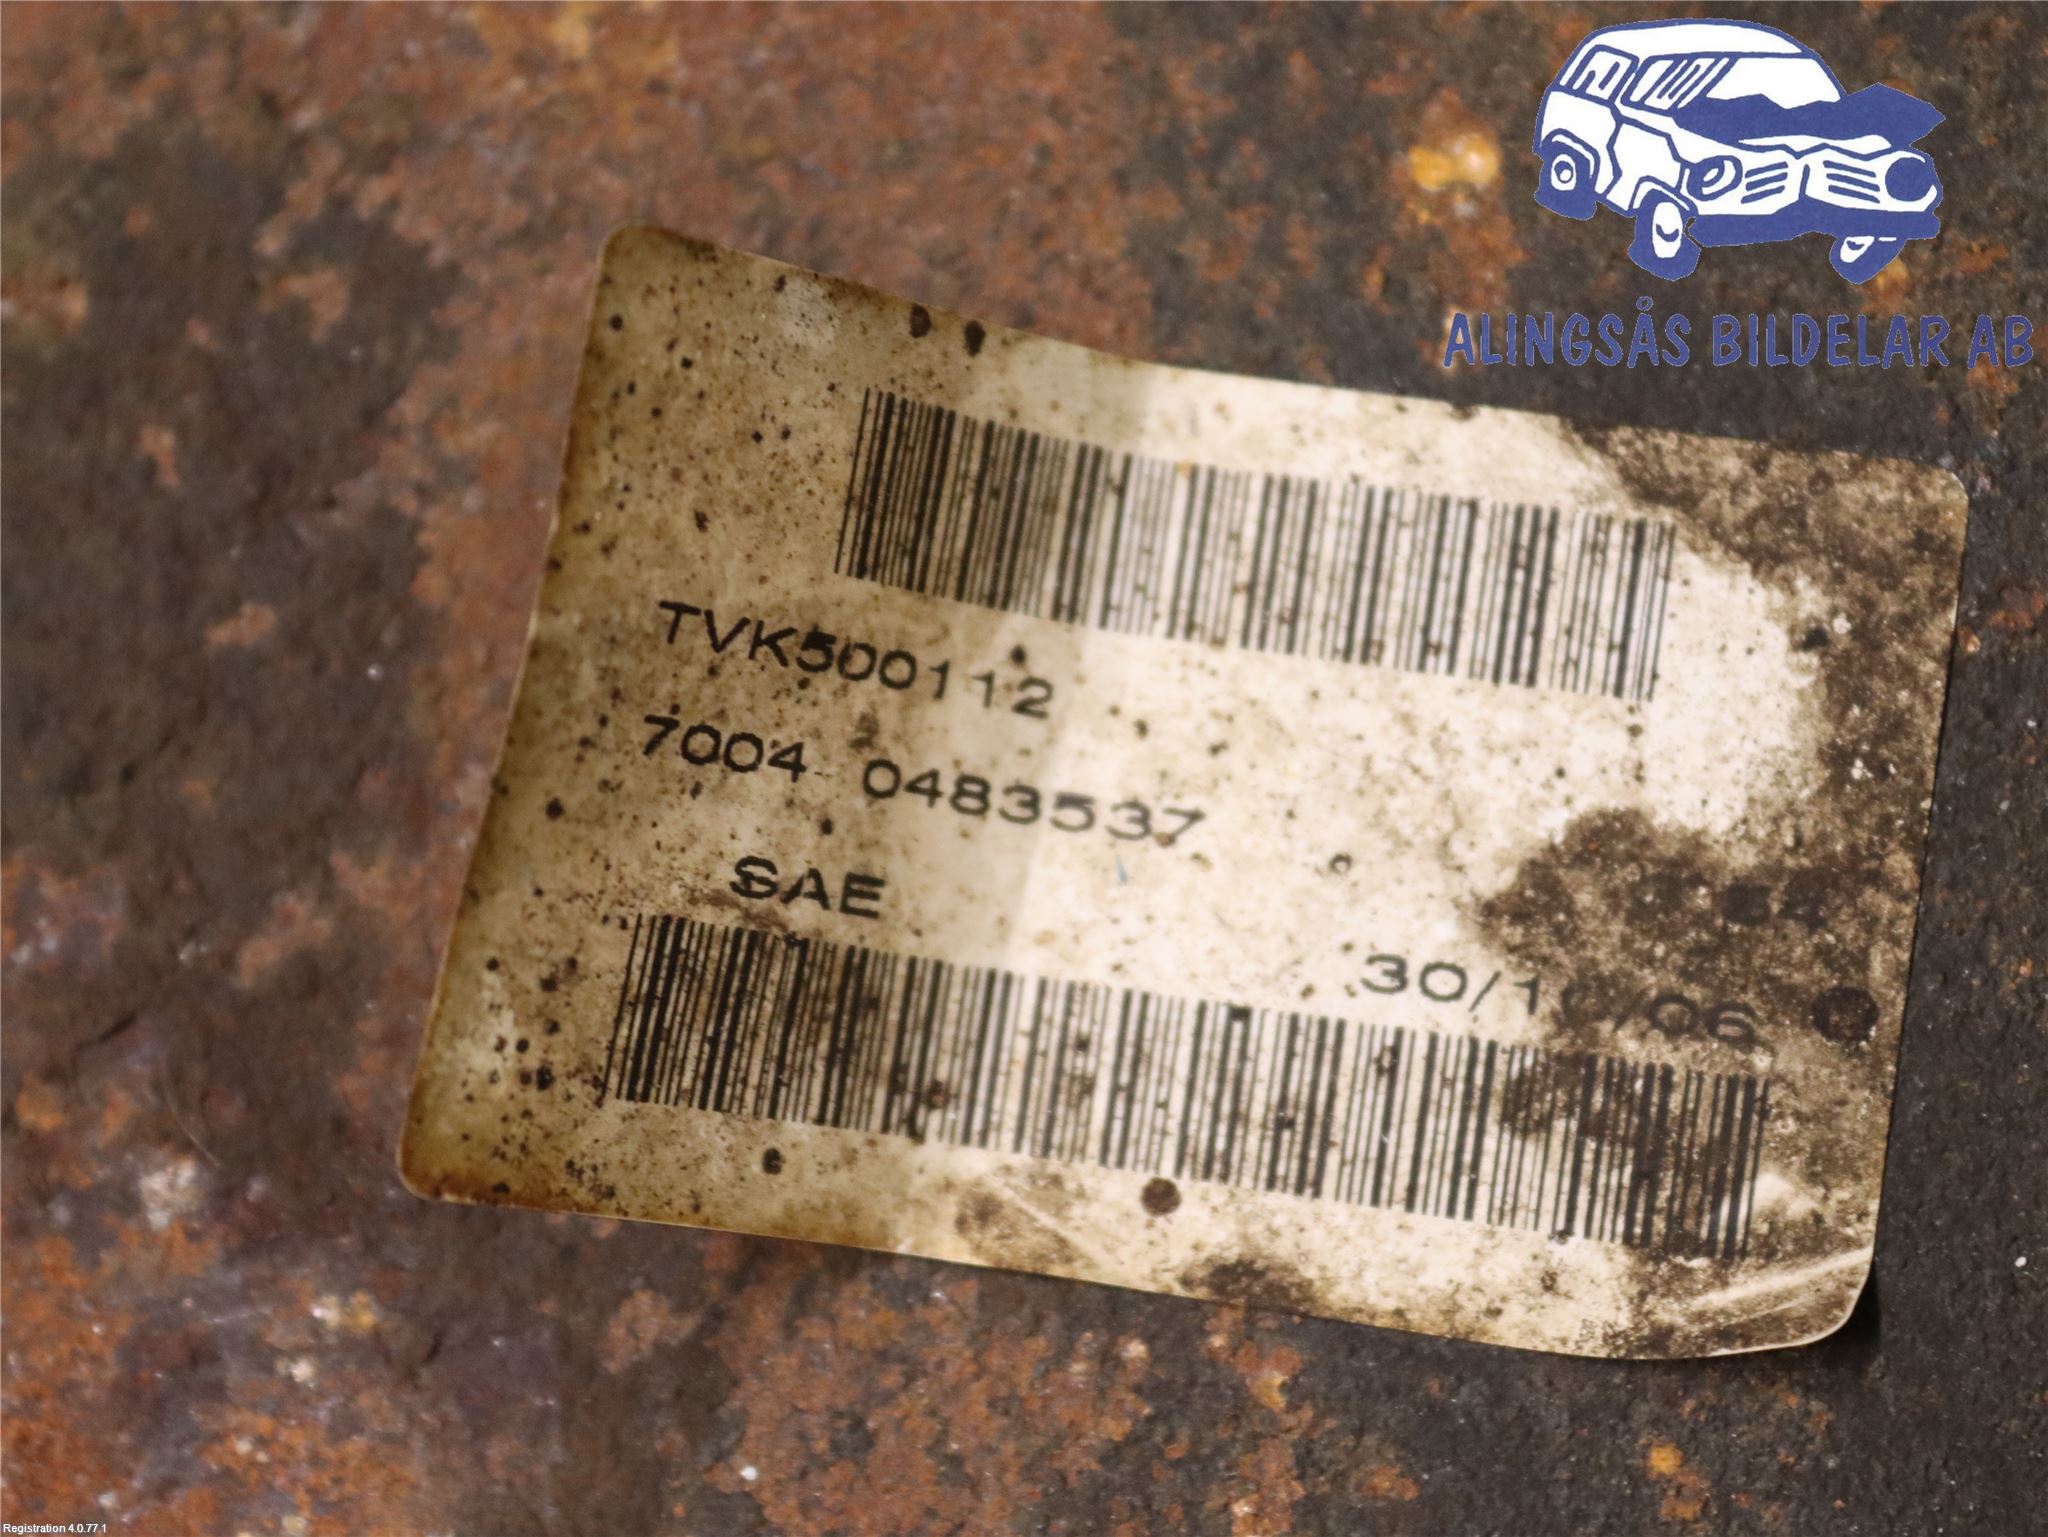 ALINGSÅS BILDELAR AB
TVK500112
7004 0483537
SAE
Registration 4.0.77.1